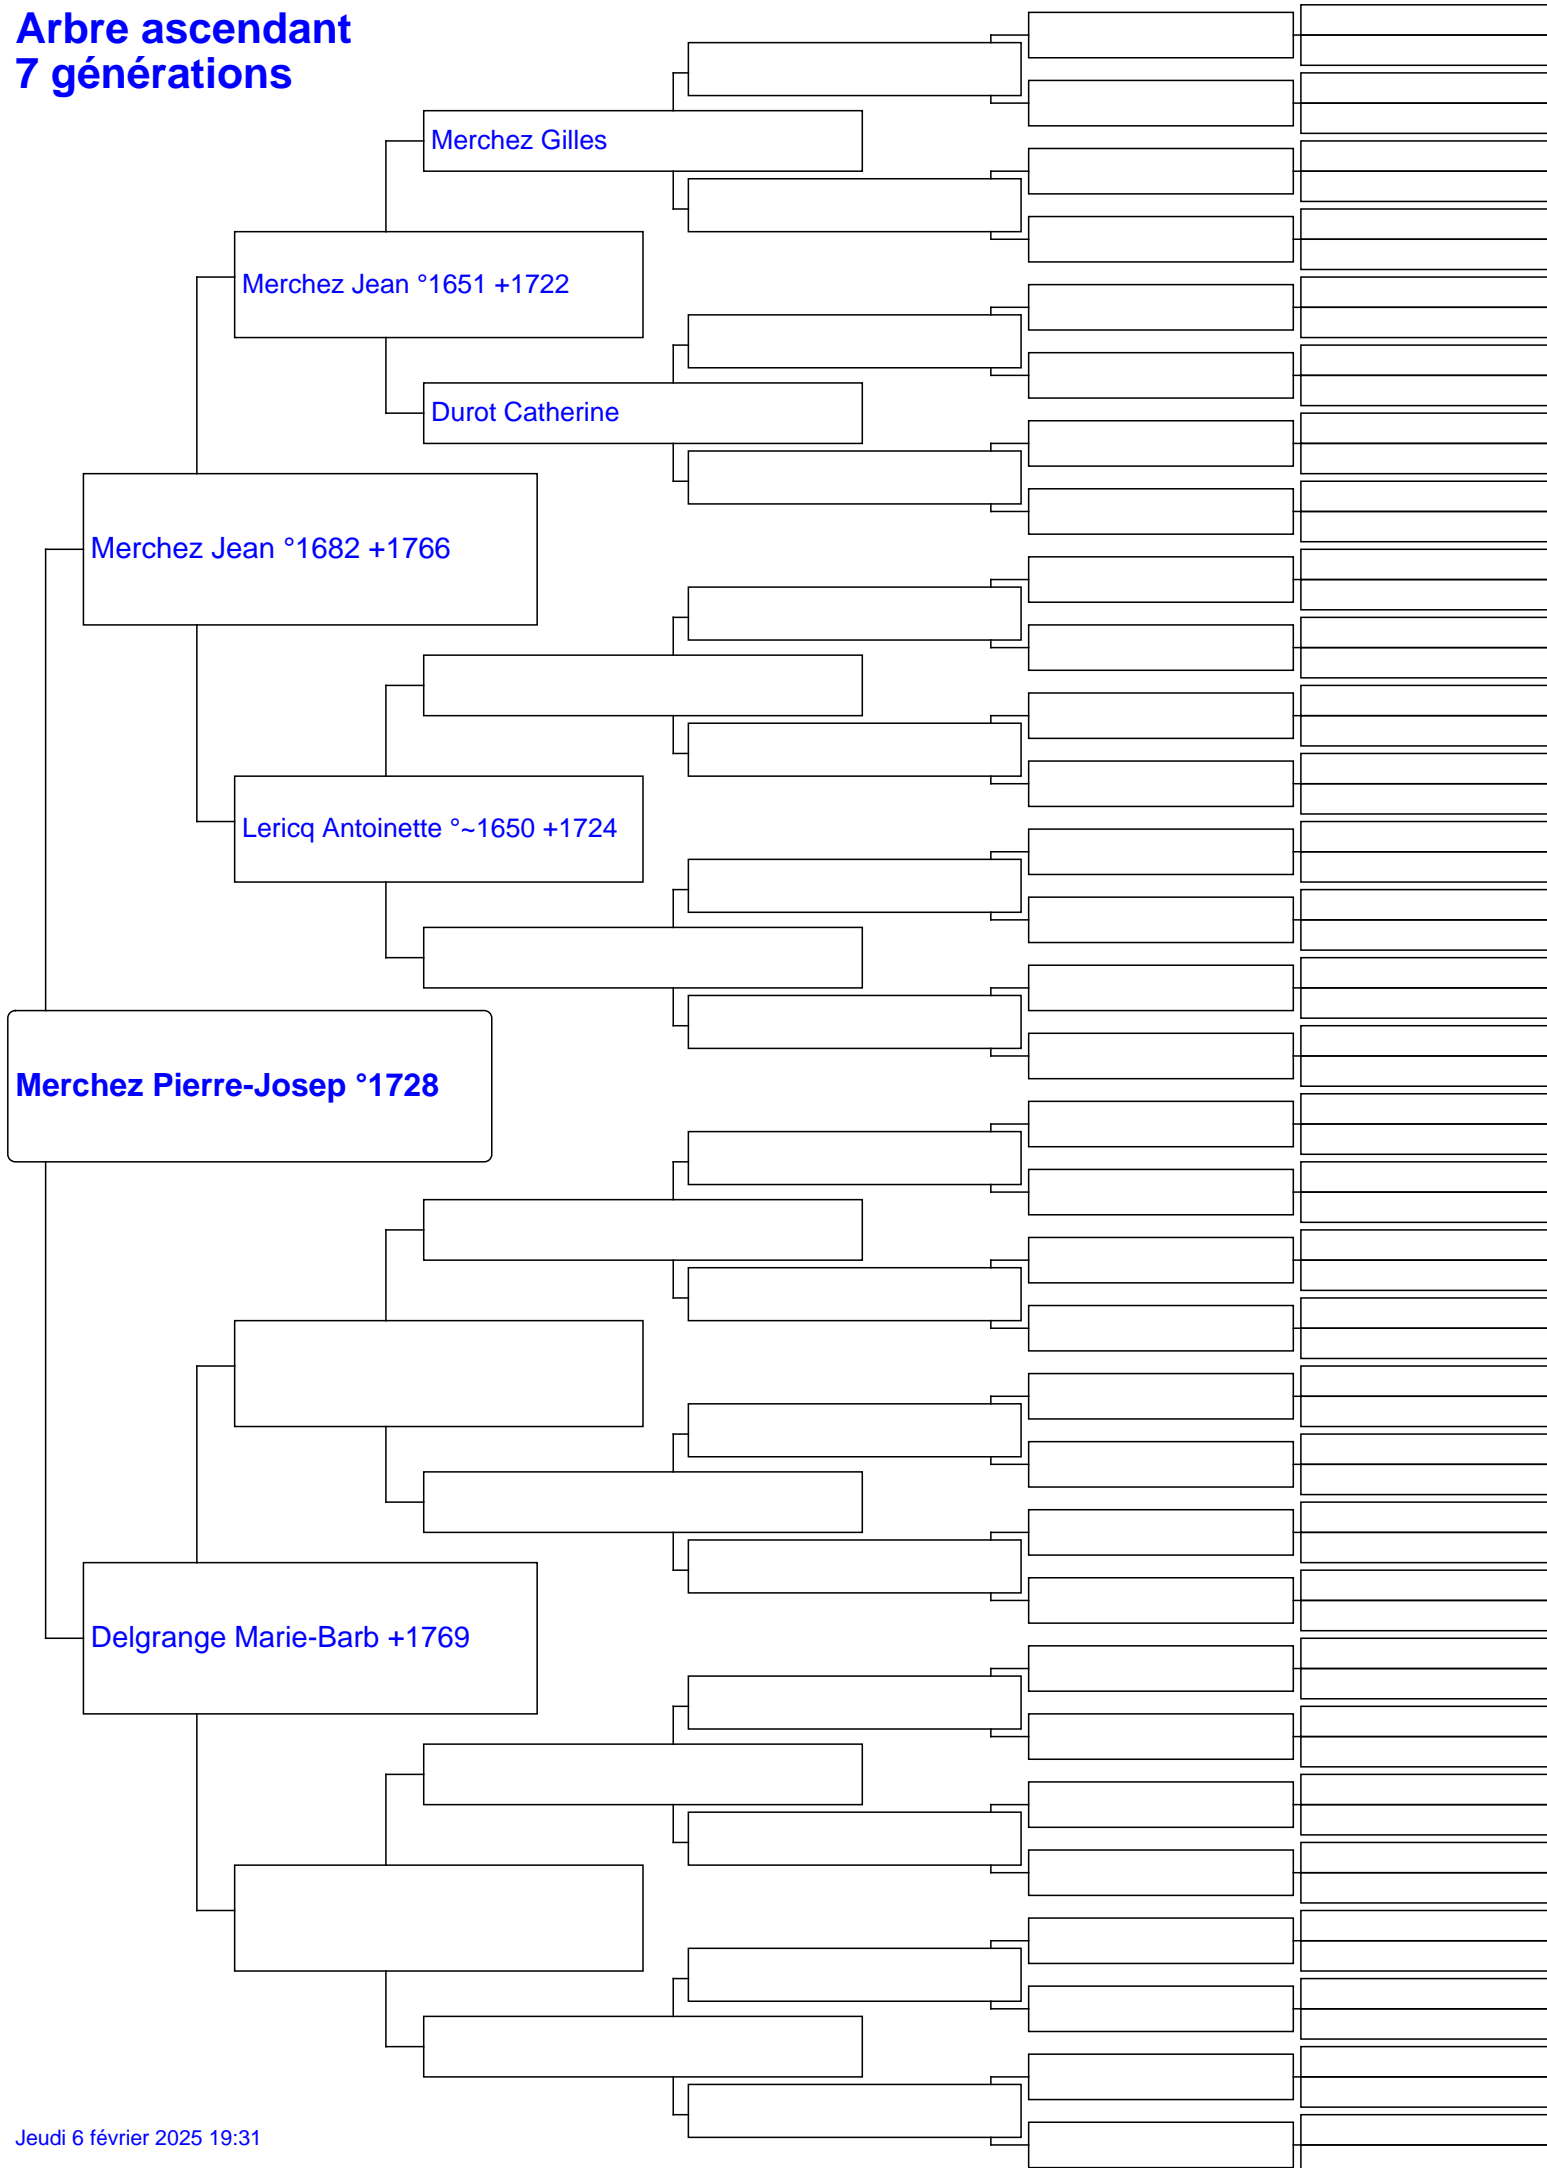 Arbre ascendant
7 générations
Merchez Gilles
Merchez Jean °1651 +1722
Durot Catherine
Merchez Jean °1682 +1766
Lericq Antoinette °~1650 +1724
Merchez Pierre-Josep °1728
Delgrange Marie-Barb +1769
Jeudi 6 février 2025 19:31